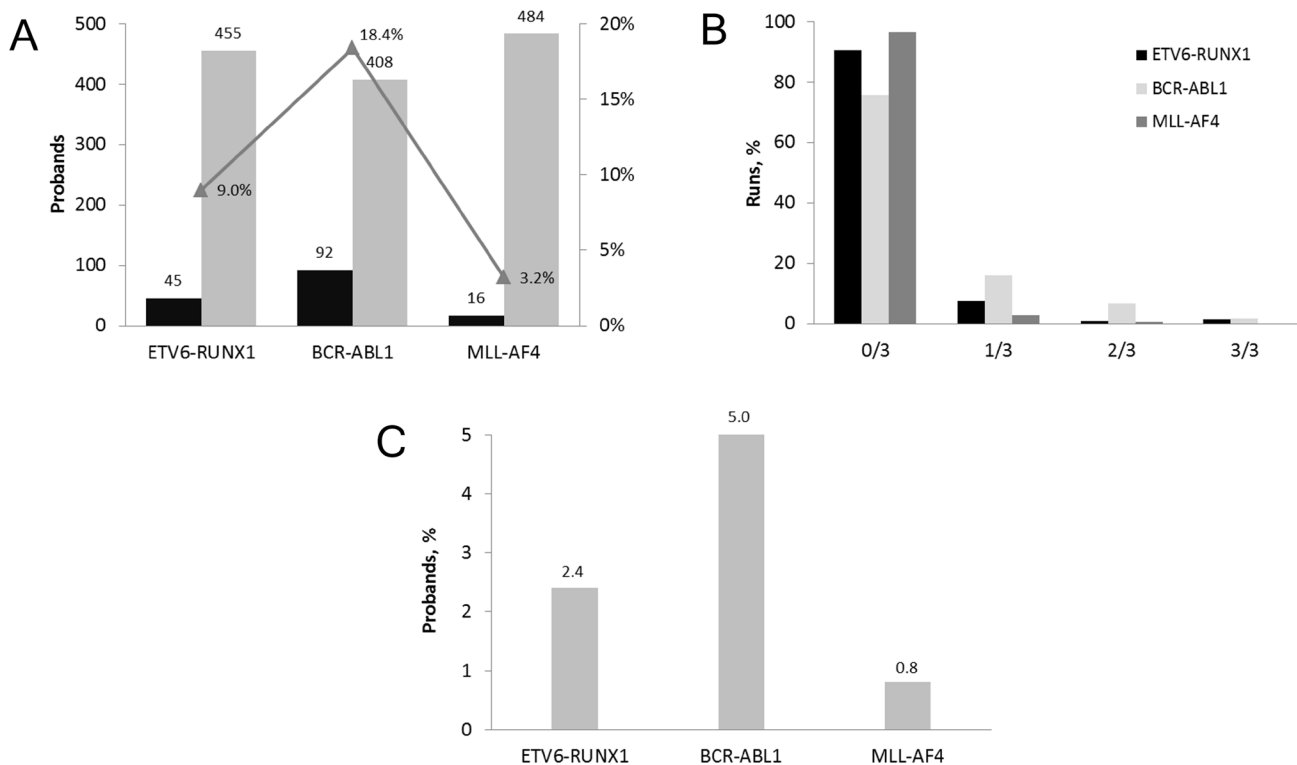 A
Probands
500
400
300
200
100
0
455
408
484
45
92
16
18.4%
9.0%
3.2%
20%
15%
10%
5%
0%
ETV6-RUNX1 BCR-ABL1 MLL-AF4
B
Runs, %
100
80
60
40
20
0
ETV6-RUNX1
BCR-ABL1
MLL-AF4
0/3 1/3 2/3 3/3
C
Probands, %
5
4
3
2
1
0
2.4
5.0
0.8
ETV6-RUNX1 BCR-ABL1 MLL-AF4